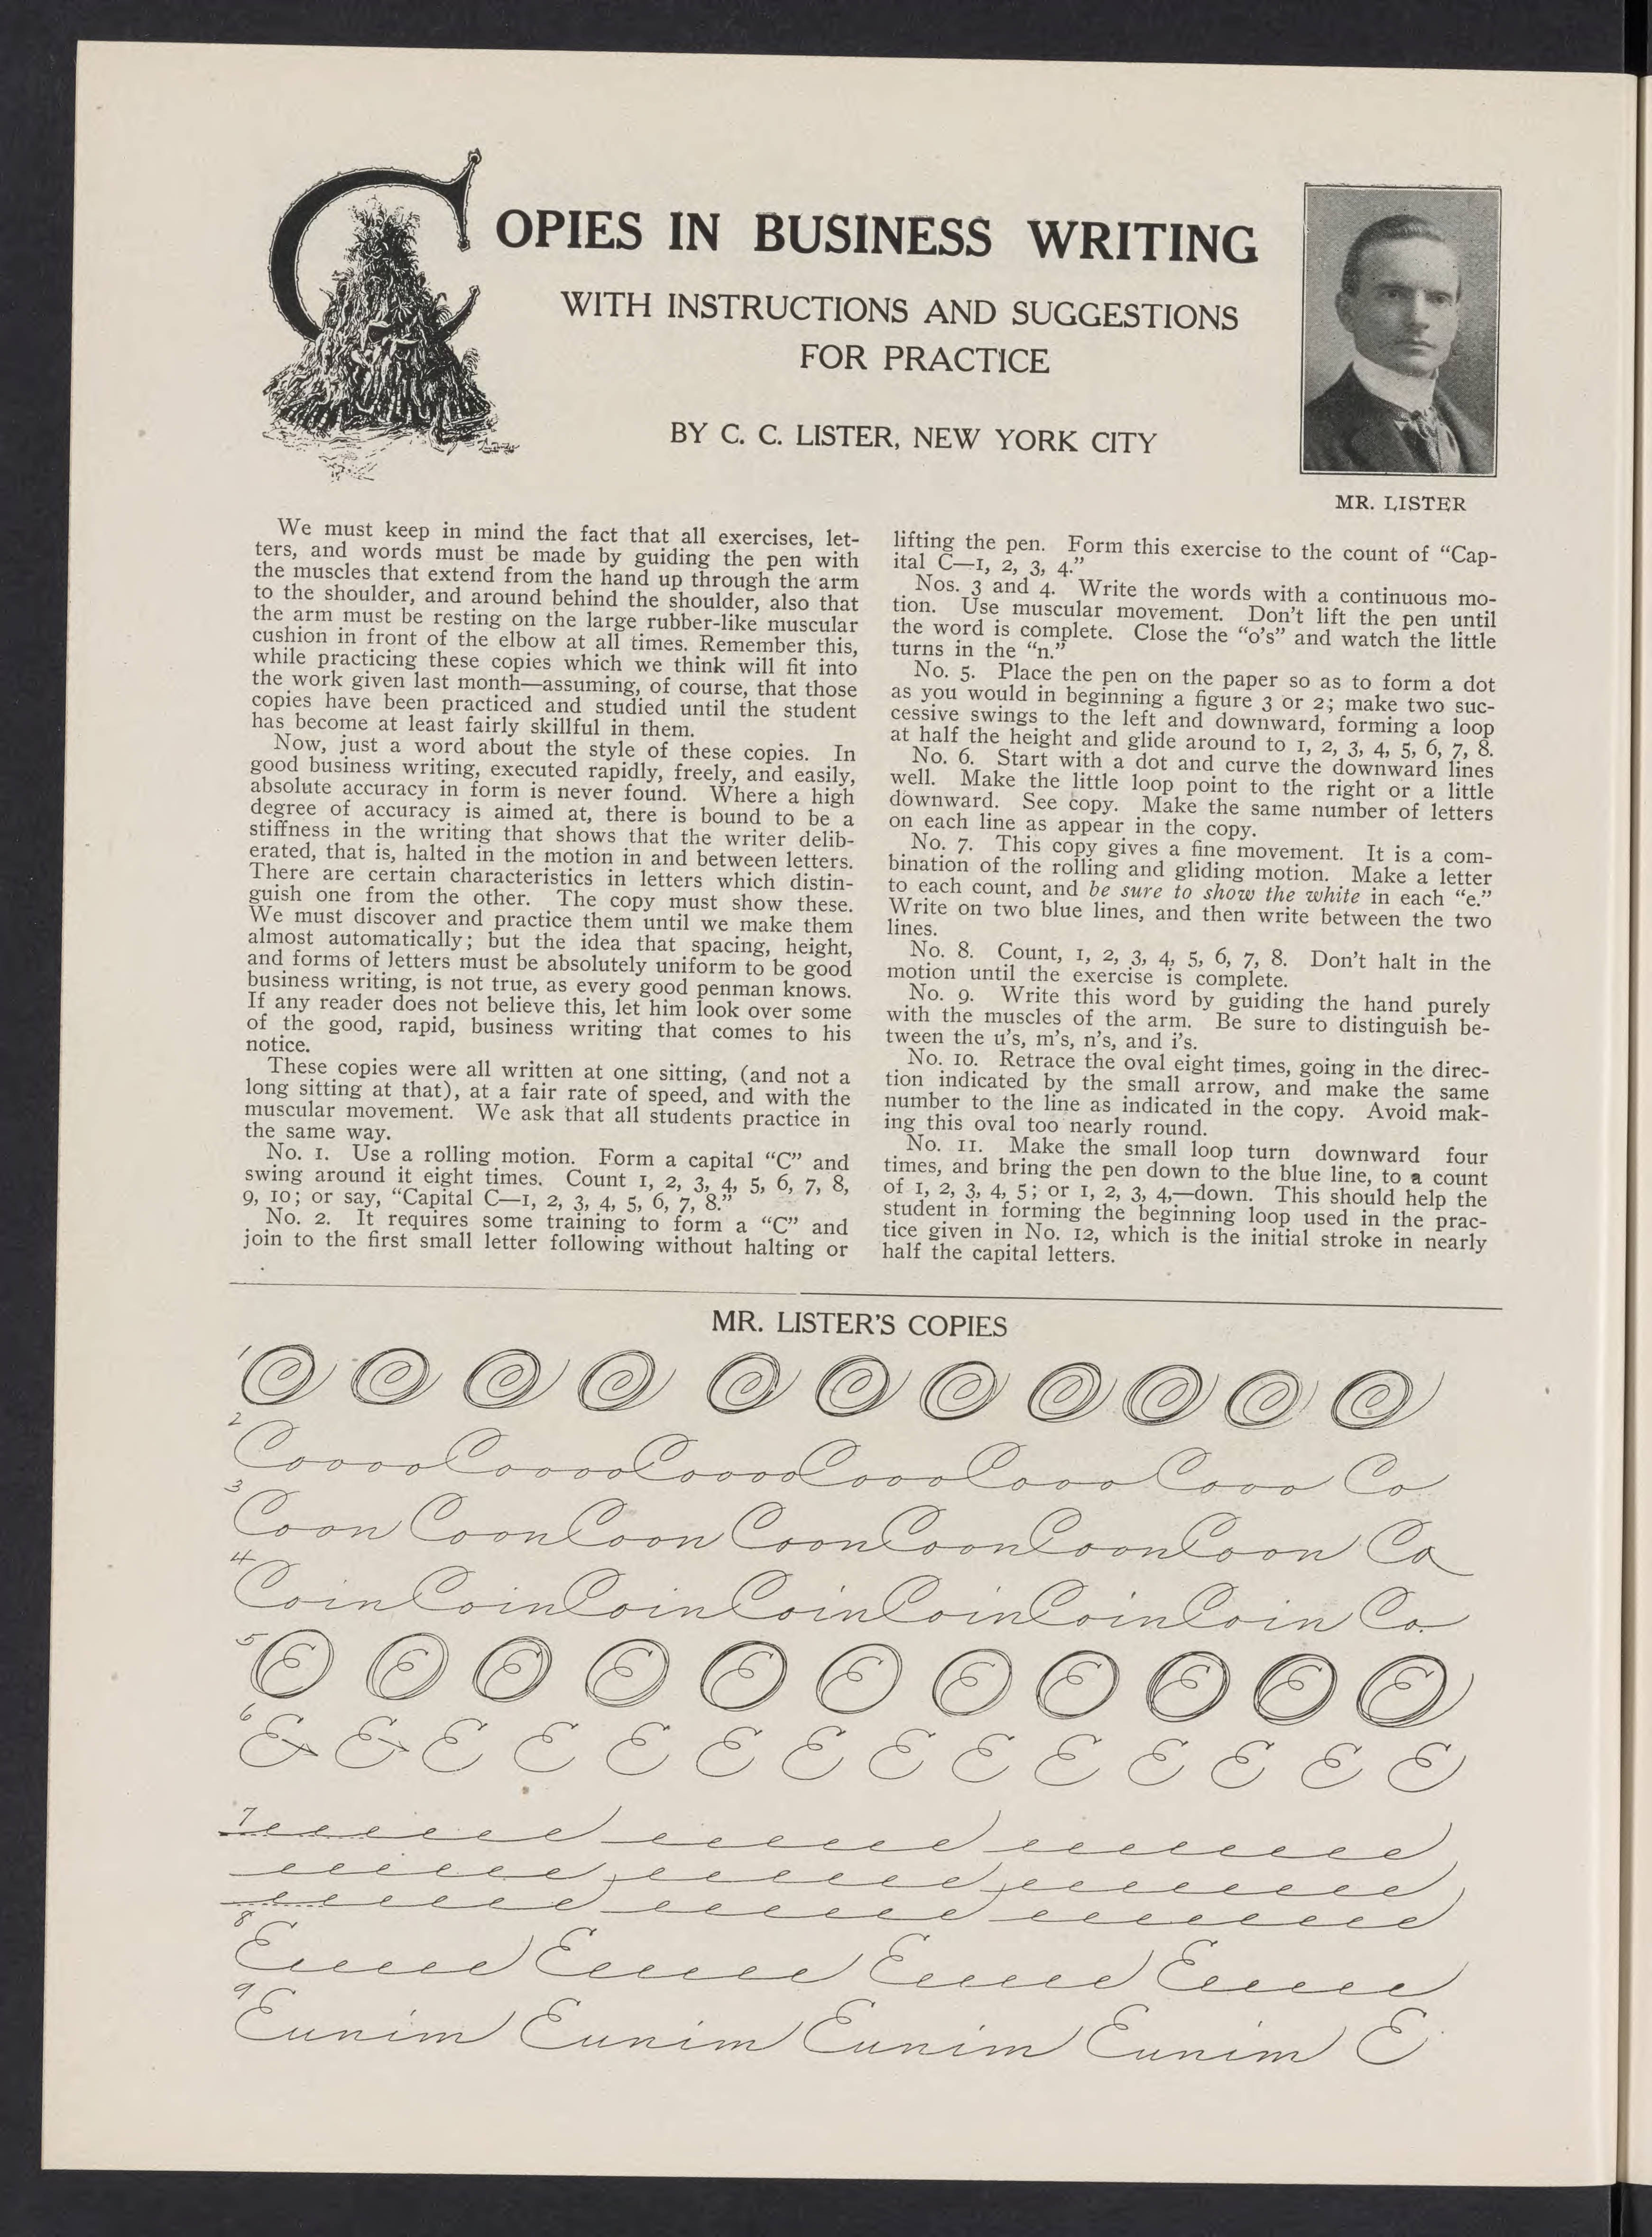 COPIES IN BUSINESS WRITING
WITH INSTRUCTIONS AND SUGGESTIONS
FOR PRACTICE
BY C. C. LISTER, NEW YORK CITY
MR. LISTER
We must keep in mind the fact that all exercises, let-
ters, and words must be made by guiding the pen with
the muscles that extend from the hand up through the arm
to the shoulder, and around behind the shoulder, also that
the arm must be resting on the large rubber-like muscular
cushion in front of the elbow at all times. Remember this,
while practicing these copies which we think will fit into
the work given last month—assuming, of course, that those
copies have been practiced and studied until the student
has become at least fairly skillful in them.
Now, just a word about the style of these copies. In
good business writing, executed rapidly, freely, and easily,
absolute accuracy in form is never found. Where a high
degree of accuracy is aimed at, there is bound to be a
stiffness in the writing that shows that the writer delib-
erated, that is, halted in the motion in and between letters.
There are certain characteristics in letters which distin-
guish one from the other. The copy must show these.
We must discover and practice them until we make them
almost automatically; but the idea that spacing, height,
and forms of letters must be absolutely uniform to be good
business writing, is not true, as every good penman knows.
If any reader does not believe this, let him look over some
of the good, rapid, business writing that comes to his
notice.
These copies were all written at one sitting, (and not a
long sitting at that), at a fair rate of speed, and with the
muscular movement. We ask that all students practice in
the same way.
No. 1. Use a rolling motion. Form a capital “C” and
swing around it eight times. Count 1, 2, 3, 4, 5, 6, 7, 8,
9, 10; or say, “Capital C—1, 2, 3, 4, 5, 6, 7, 8.”
No. 2. It requires some training to form a “C” and
join to the first small letter following without halting or
lifting the pen. Form this exercise to the count of “Cap-
ital C—1, 2, 3, 4.”
Nos. 3 and 4. Write the words with a continuous mo-
tion. Use muscular movement. Don’t lift the pen until
the word is complete. Close the “o’s” and watch the little
turns in the “n.”
No. 5. Place the pen on the paper so as to form a dot
as you would in beginning a figure 3 or 2; make two suc-
cessive swings to the left and downward, forming a loop
at half the height and glide around to 1, 2, 3, 4, 5, 6, 7, 8.
No. 6. Start with a dot and curve the downward lines
well. Make the little loop point to the right or a little
downward. See copy. Make the same number of letters
on each line as appear in the copy.
No. 7. This copy gives a fine movement. It is a com-
bination of the rolling and gliding motion. Make a letter
to each count, and be sure to show the white in each “e.”
Write on two blue lines, and then write between the two
lines.
No. 8. Count, 1, 2, 3, 4, 5, 6, 7, 8. Don’t halt in the
motion until the exercise is complete.
No. 9. Write this word by guiding the hand purely
with the muscles of the arm. Be sure to distinguish be-
tween the u’s, m’s, n’s, and i’s.
No. 10. Retrace the oval eight times, going in the direc-
tion indicated by the small arrow, and make the same
number to the line as indicated in the copy. Avoid mak-
ing this oval too nearly round.
No. 11. Make the small loop turn downward four
times, and bring the pen down to the blue line, to a count
of 1, 2, 3, 4, 5; or 1, 2, 3, 4,—down. This should help the
student in forming the beginning loop used in the prac-
tice given in No. 12, which is the initial stroke in nearly
half the capital letters.
MR. LISTER’S COPIES
1 C C C C C C C C C C C
2 Coooo Coooo Coooo Cooo Cooo Cooo Co
3 Coon Coon Coon Coon Coon Coon Coon Co
4 Coin Coin Coin Coin Coin Coin Coin Co
5 E E E E E E E E E E E
6 E E E E E E E E E E E E E E
7 eeeeeee eeeeeee eeeeeeee
eeeeeee eeeeeee eeeeeeee
eeeeeee eeeeeee eeeeeeee
8 Eeeeee Eeeeee Eeeeee Eeeeee
9 Eunim Eunim Eunim Eunim E